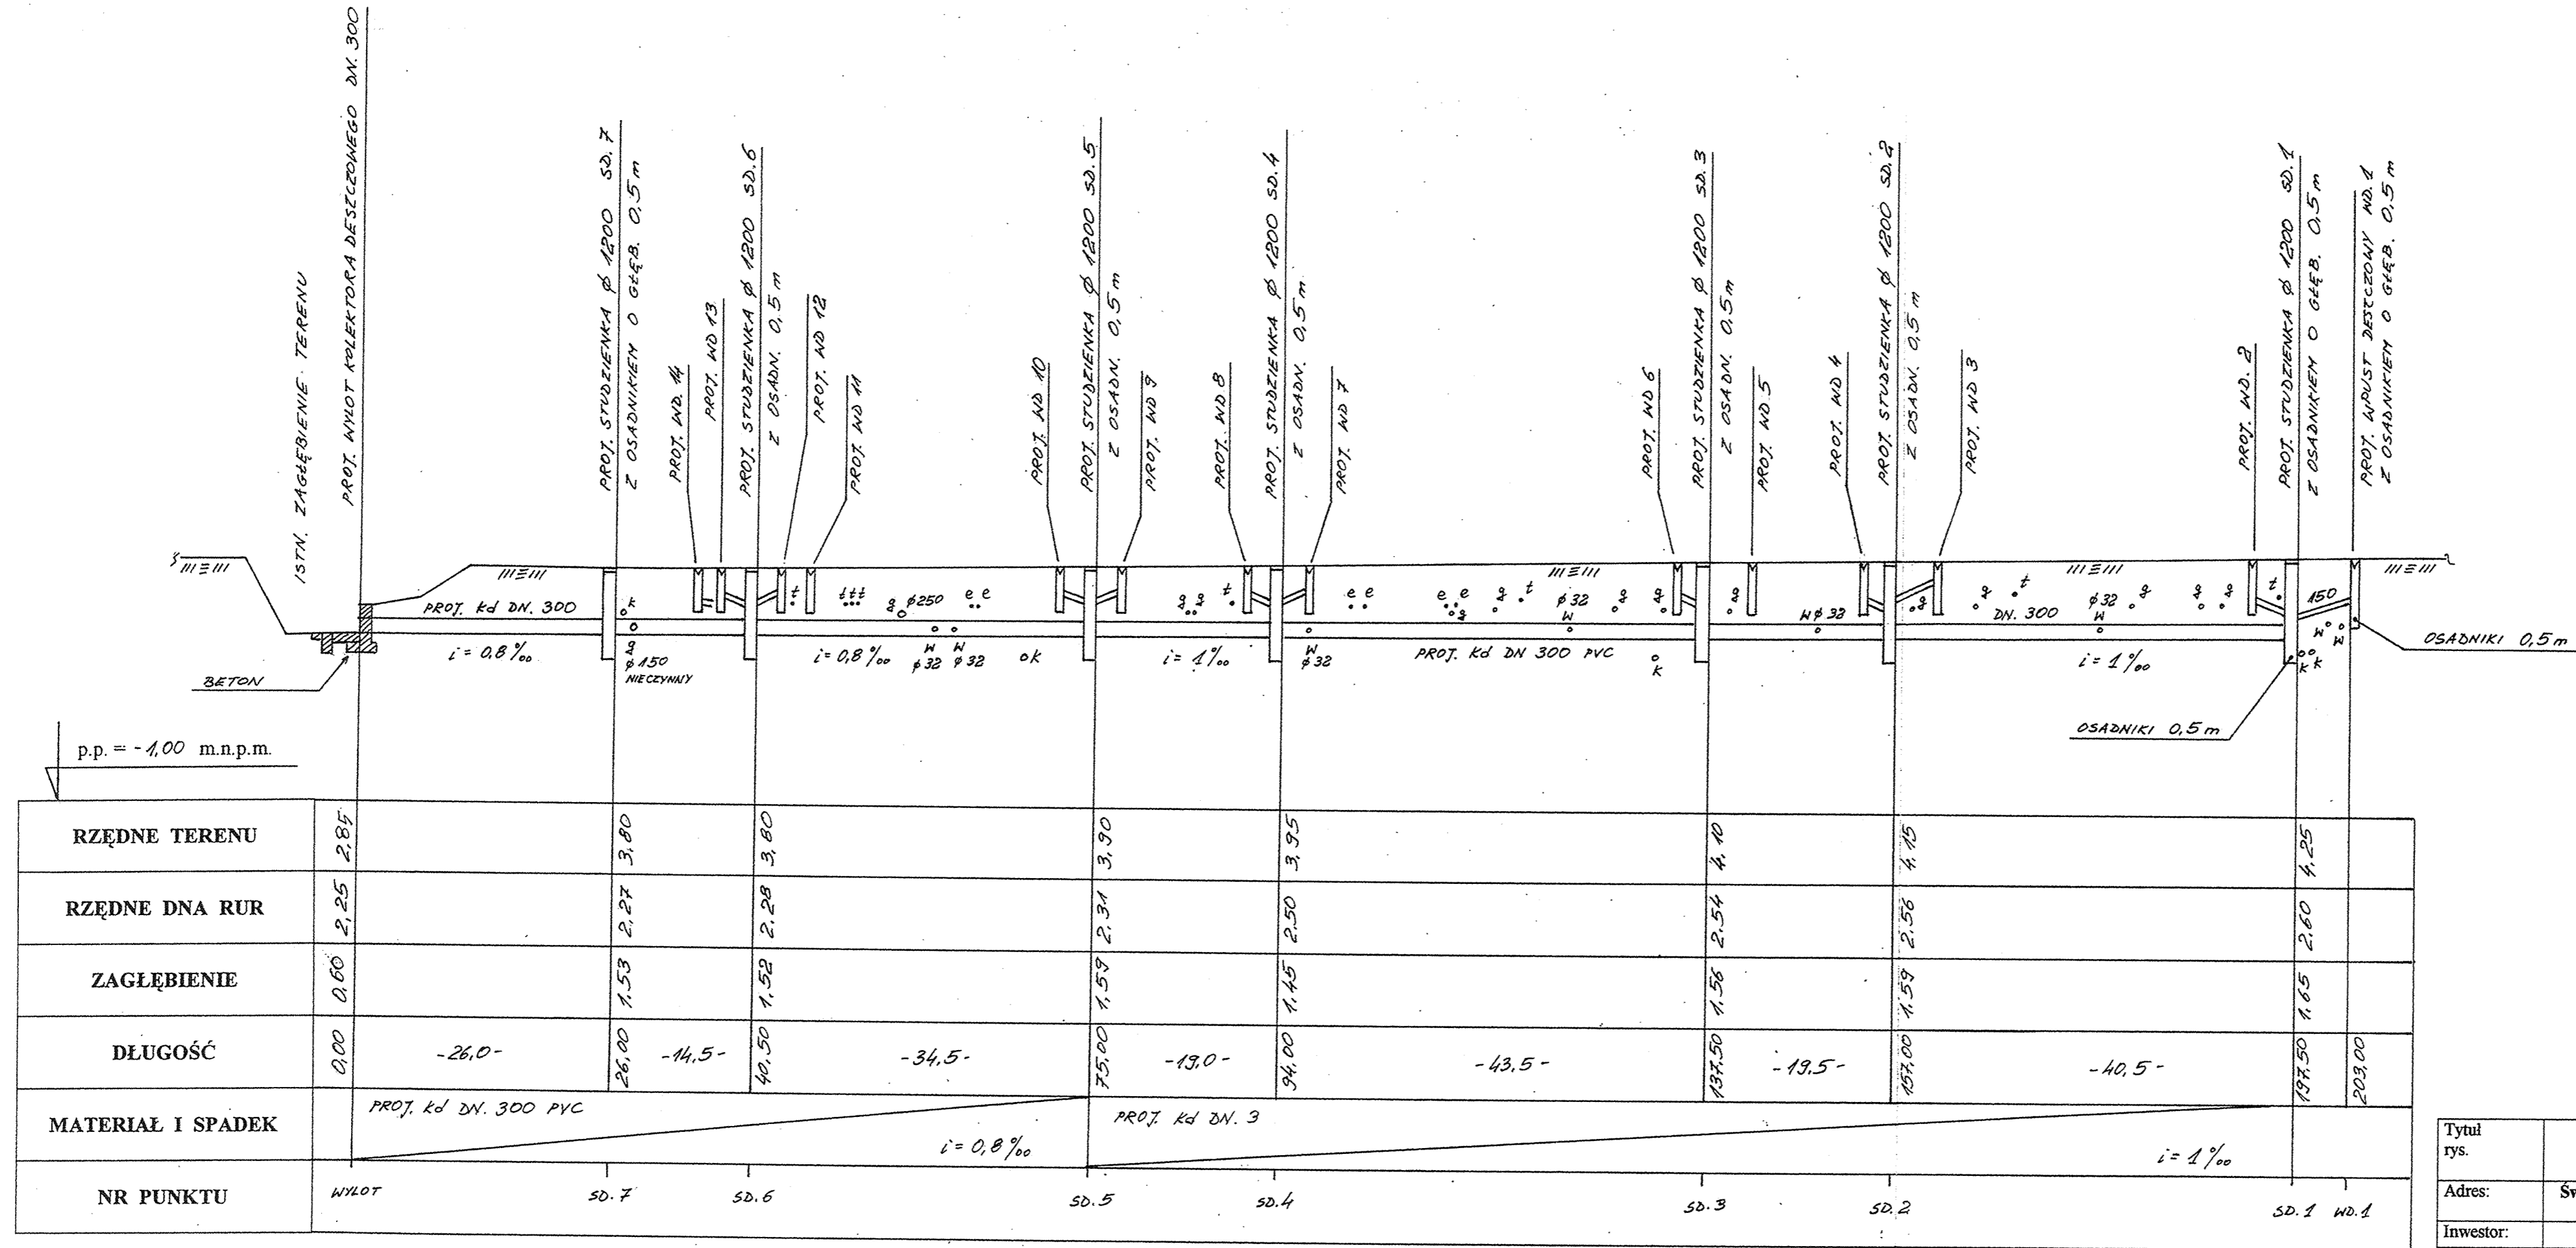 ISTN. ZAGŁĘBIENIE TERENU
PROJ. WYLOT KOLEKTORA DESZCZOWEGO DN. 300
PROJ. STUDZIENKA φ 1200 SD.7
Z OSADNIKIEM O GŁĘB. 0,5 m
PROJ. WD. 14
PROJ. WD 13
PROJ. STUDZIENKA φ 1200 SD.6
Z OSADN. 0,5 m
PROJ. WD 12
PROJ. WD 11
PROJ. WD. 10
PROJ. STUDZIENKA φ 1200 SD.5
Z OSADN. 0,5 m
PROJ. WD 9
PROJ. WD 8
PROJ. STUDZIENKA φ 1200 SD.4
Z OSADN. 0,5 m
PROJ. WD 7
PROJ. WD 6
PROJ. STUDZIENKA φ 1200 SD.3
Z OSADN. 0,5 m
PROJ. WD.5
PROJ. WD 4
PROJ. STUDZIENKA φ 1200 SD.2
Z OSADN. 0,5 m
PROJ. WD 3
PROJ. WD. 2
PROJ. STUDZIENKA φ 1200 SD.1
Z OSADNIKIEM O GŁĘB. 0,5 m
PROJ. WPUST DESZCZOWY WD.1
Z OSADNIKIEM O GŁĘB. 0,5 m
PROJ. Kd DN. 300
k
t
t t t
g φ250
e e
g g
t
e e
e e
g
g
t
φ32
W
g
g
g
Wφ32
g
g
t
DN. 300
φ32
W
g
g
g
t
150
i = 0,8 ‰
g
φ150
NIECZYNNY
i = 0,8 ‰
W W
φ32 φ32
k
i = 1 ‰
W
φ32
PROJ. Kd DN 300 PVC
k
i = 1 ‰
W
W
k k
OSADNIKI 0,5 m
BETON
OSADNIKI 0,5 m
p.p. = -1,00 m.n.p.m.
RZĘDNE TERENU 2,85 3,80 3,80 3,90 3,95 4,10 4,15 4,25
RZĘDNE DNA RUR 2,25 2,27 2,28 2,31 2,50 2,54 2,56 2,60
ZAGŁĘBIENIE 0,60 1,53 1,52 1,59 1,45 1,56 1,59 1,65
DŁUGOŚĆ 0,00 -26,0- 26,00 -14,5- 40,50 -34,5- 75,00 -19,0- 94,00 -43,5- 137,50 -19,5- 157,00 -40,5- 197,50 203,00
MATERIAŁ I SPADEK PROJ. Kd DN. 300 PVC i = 0,8 ‰ PROJ. Kd DN. 3 i = 1 ‰
NR PUNKTU WYLOT SD.7 SD.6 SD.5 SD.4 SD.3 SD.2 SD.1 WD.1
Tytuł
rys.
Adres: Św
Inwestor: